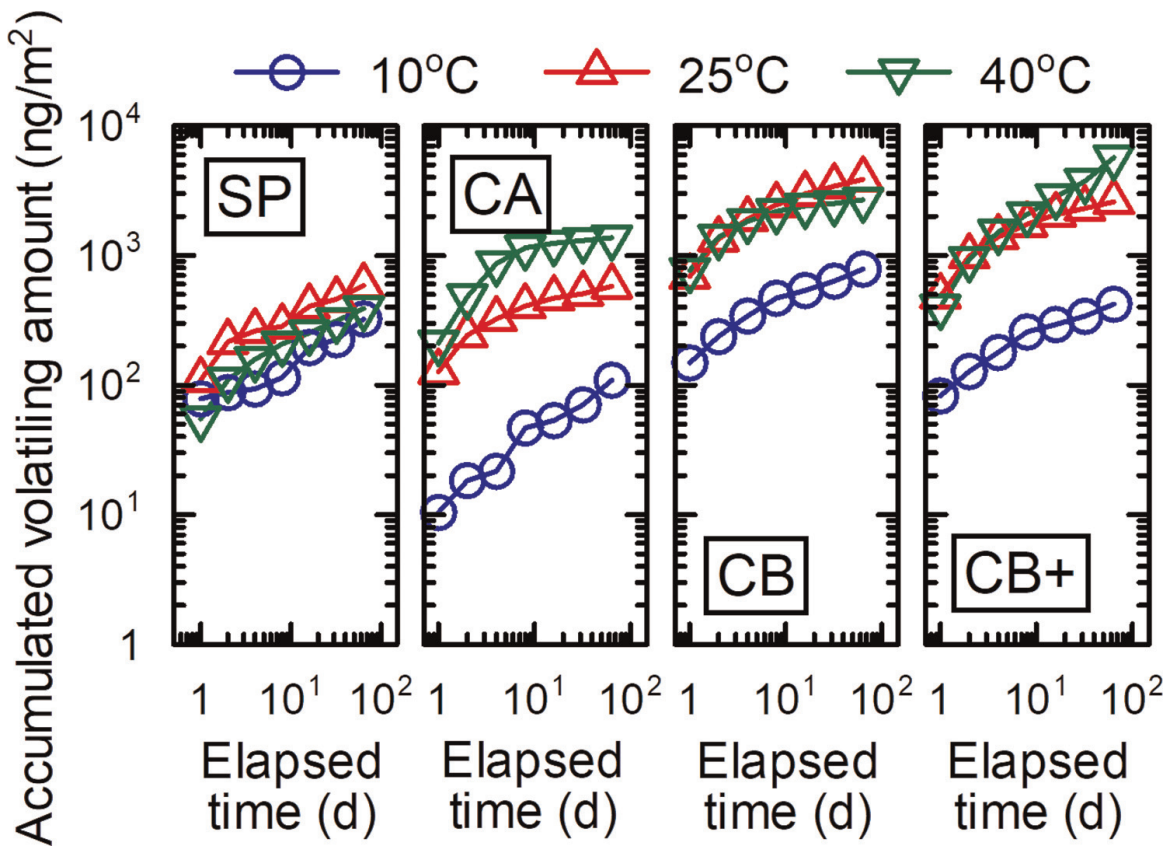 Accumulated volatiling amount (ng/m²)
10°C
25°C
40°C
10⁴
10³
10²
10¹
1
SP
CA
CB
CB+
1 10¹ 10²
1 10¹ 10²
1 10¹ 10²
1 10¹ 10²
Elapsed
time (d)
Elapsed
time (d)
Elapsed
time (d)
Elapsed
time (d)